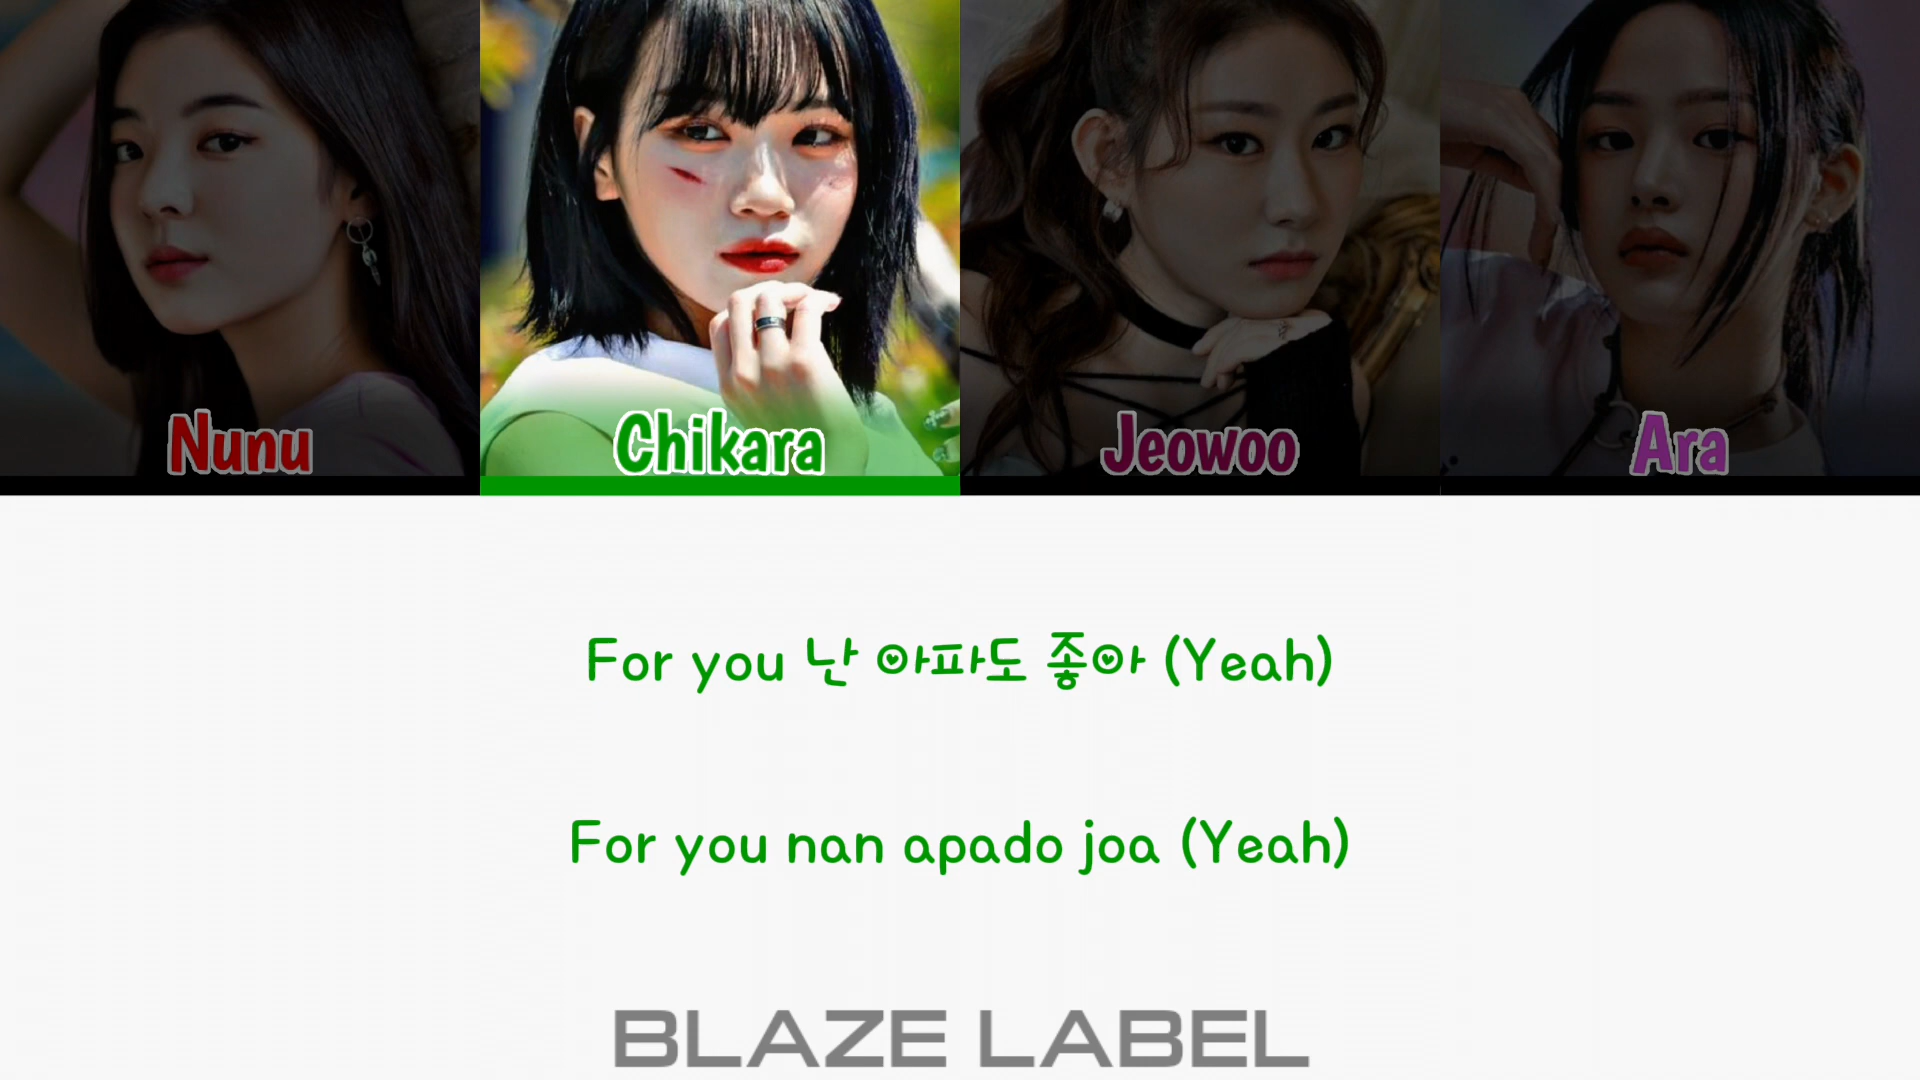 Nunu
Chikara
Jeowoo
Ara
For you 난 아파도 좋아 (Yeah)
For you nan apado joa (Yeah)
BLAZE LABEL